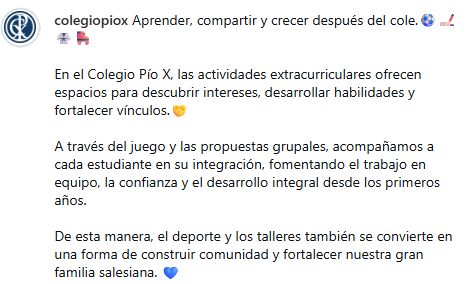 colegiopiox Aprender, compartir y crecer después del cole.⚽🏒
🥋🛼
En el Colegio Pío X, las actividades extracurriculares ofrecen
espacios para descubrir intereses, desarrollar habilidades y
fortalecer vínculos.🤝
A través del juego y las propuestas grupales, acompañamos a
cada estudiante en su integración, fomentando el trabajo en
equipo, la confianza y el desarrollo integral desde los primeros
años.
De esta manera, el deporte y los talleres también se convierte en
una forma de construir comunidad y fortalecer nuestra gran
familia salesiana. 💙